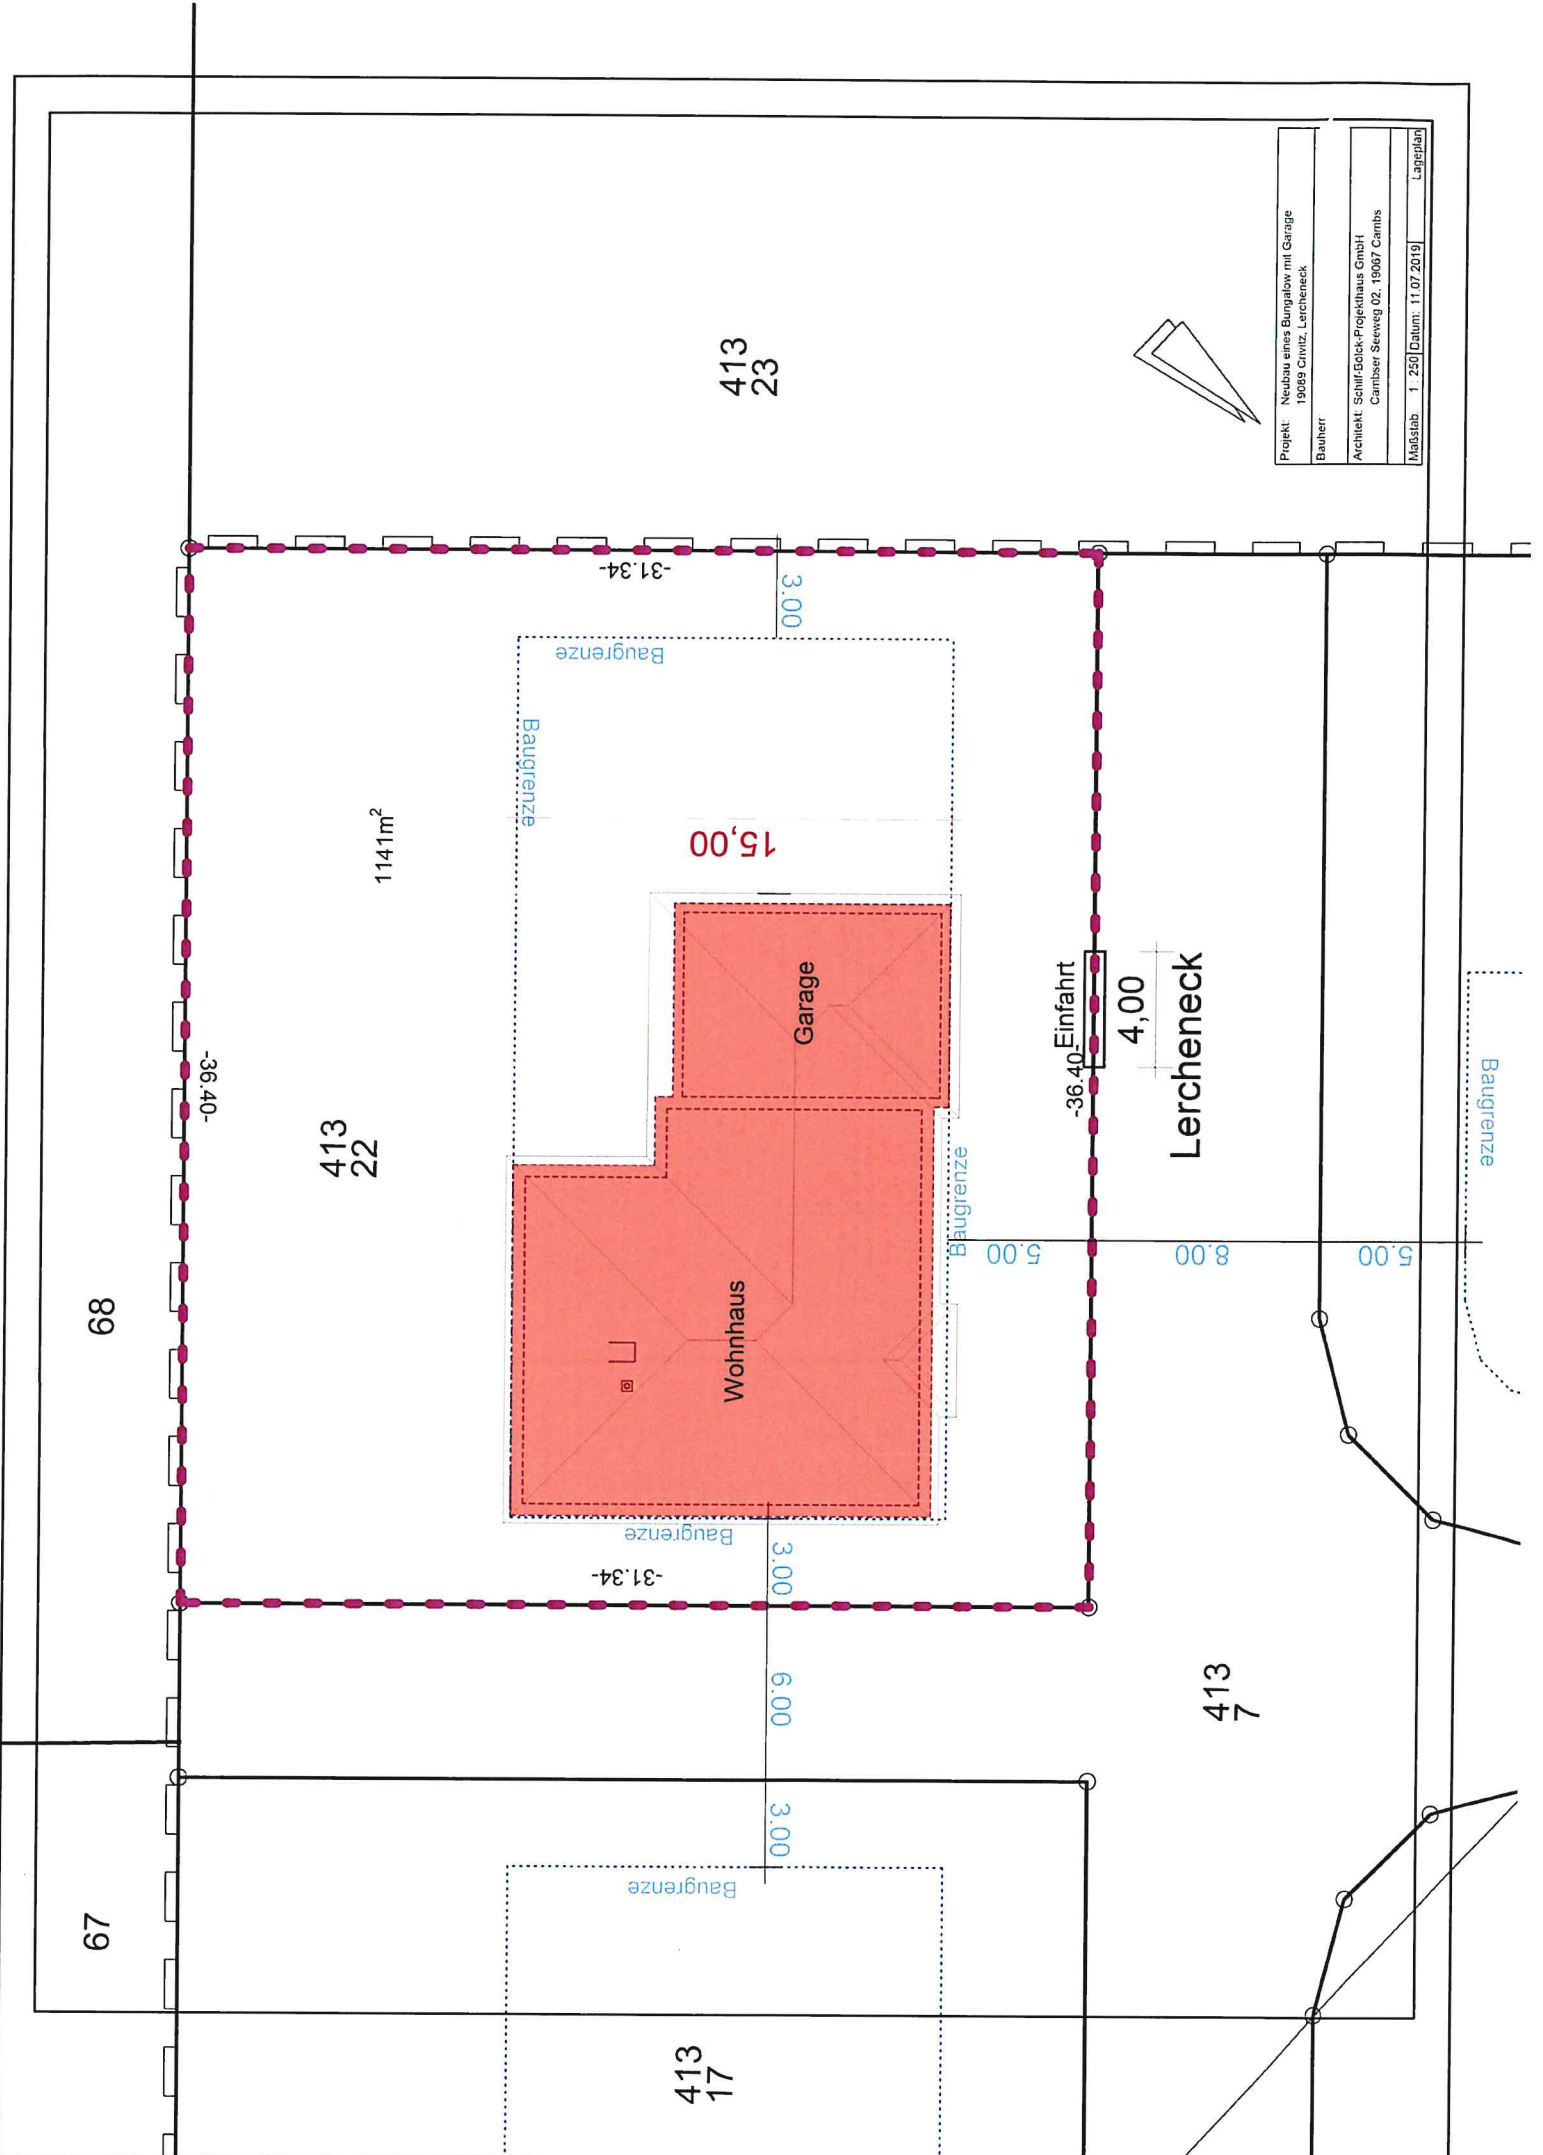 Projekt: Neubau eines Bungalow mit Garage
19089 Crivitz, Lercheneck
Bauherr
Architekt: Schilf-Bölck-Projekthaus GmbH
Cambser Seeweg 02, 19067 Cambs
Maßstab 1 : 250 Datum: 11.07.2019 Lageplan
413
23
-31.34-
3.00
Baugrenze
Baugrenze
1141m²
15,00
68
-36.40-
413
22
Garage
Wohnhaus
-36.40-
Einfahrt
4,00
Lercheneck
Baugrenze
5.00
8.00
5.00
Baugrenze
Baugrenze
3.00
-31.34-
6.00
3.00
Baugrenze
413
7
67
413
17